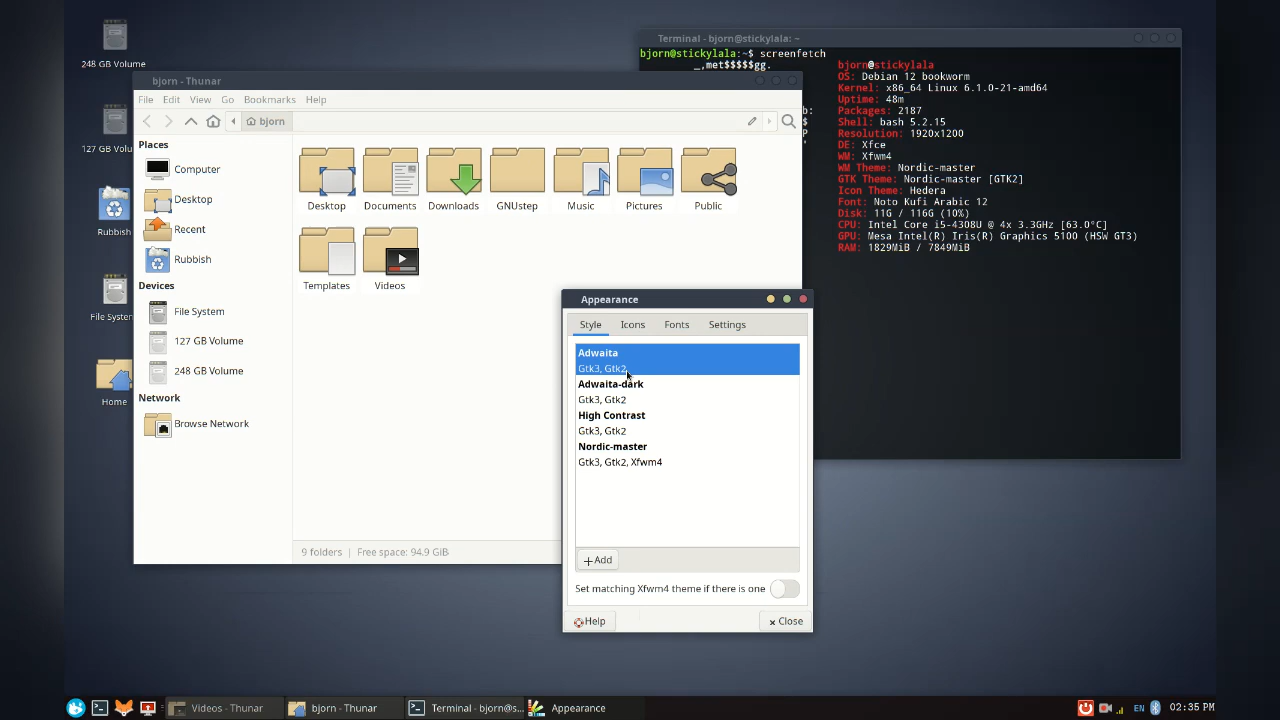 248 GB Volume
127 GB Vol
Rubbish
File System
Home
Terminal - bjorn@stickylala: ~
bjorn@stickylala:~$ screenfetch
_,met$$$$$gg.
bjorn@stickylala
OS: Debian 12 bookworm
Kernel: x86_64 Linux 6.1.0-21-amd64
Uptime: 48m
Packages: 2187
Shell: bash 5.2.15
Resolution: 1920x1200
DE: Xfce
WM: Xfwm4
WM Theme: Nordic-master
GTK Theme: Nordic-master [GTK2]
Icon Theme: Hedera
Font: Noto Kufi Arabic 12
Disk: 11G / 116G (10%)
CPU: Intel Core i5-4308U @ 4x 3.3GHz [63.0°C]
GPU: Mesa Intel(R) Iris(R) Graphics 5100 (HSW GT3)
RAM: 1829MiB / 7849MiB
bjorn - Thunar
File Edit View Go Bookmarks Help
bjorn
Places
Computer
Desktop
Recent
Rubbish
Devices
File System
127 GB Volume
248 GB Volume
Network
Browse Network
Desktop Documents Downloads GNUstep Music Pictures Public
Templates Videos
9 folders | Free space: 94.9 GiB
Appearance
Style Icons Fonts Settings
Adwaita
Gtk3, Gtk2
Adwaita-dark
Gtk3, Gtk2
High Contrast
Gtk3, Gtk2
Nordic-master
Gtk3, Gtk2, Xfwm4
+ Add
Set matching Xfwm4 theme if there is one
Help
Close
Videos - Thunar
bjorn - Thunar
Terminal - bjorn@s...
Appearance
EN
02:35 PM